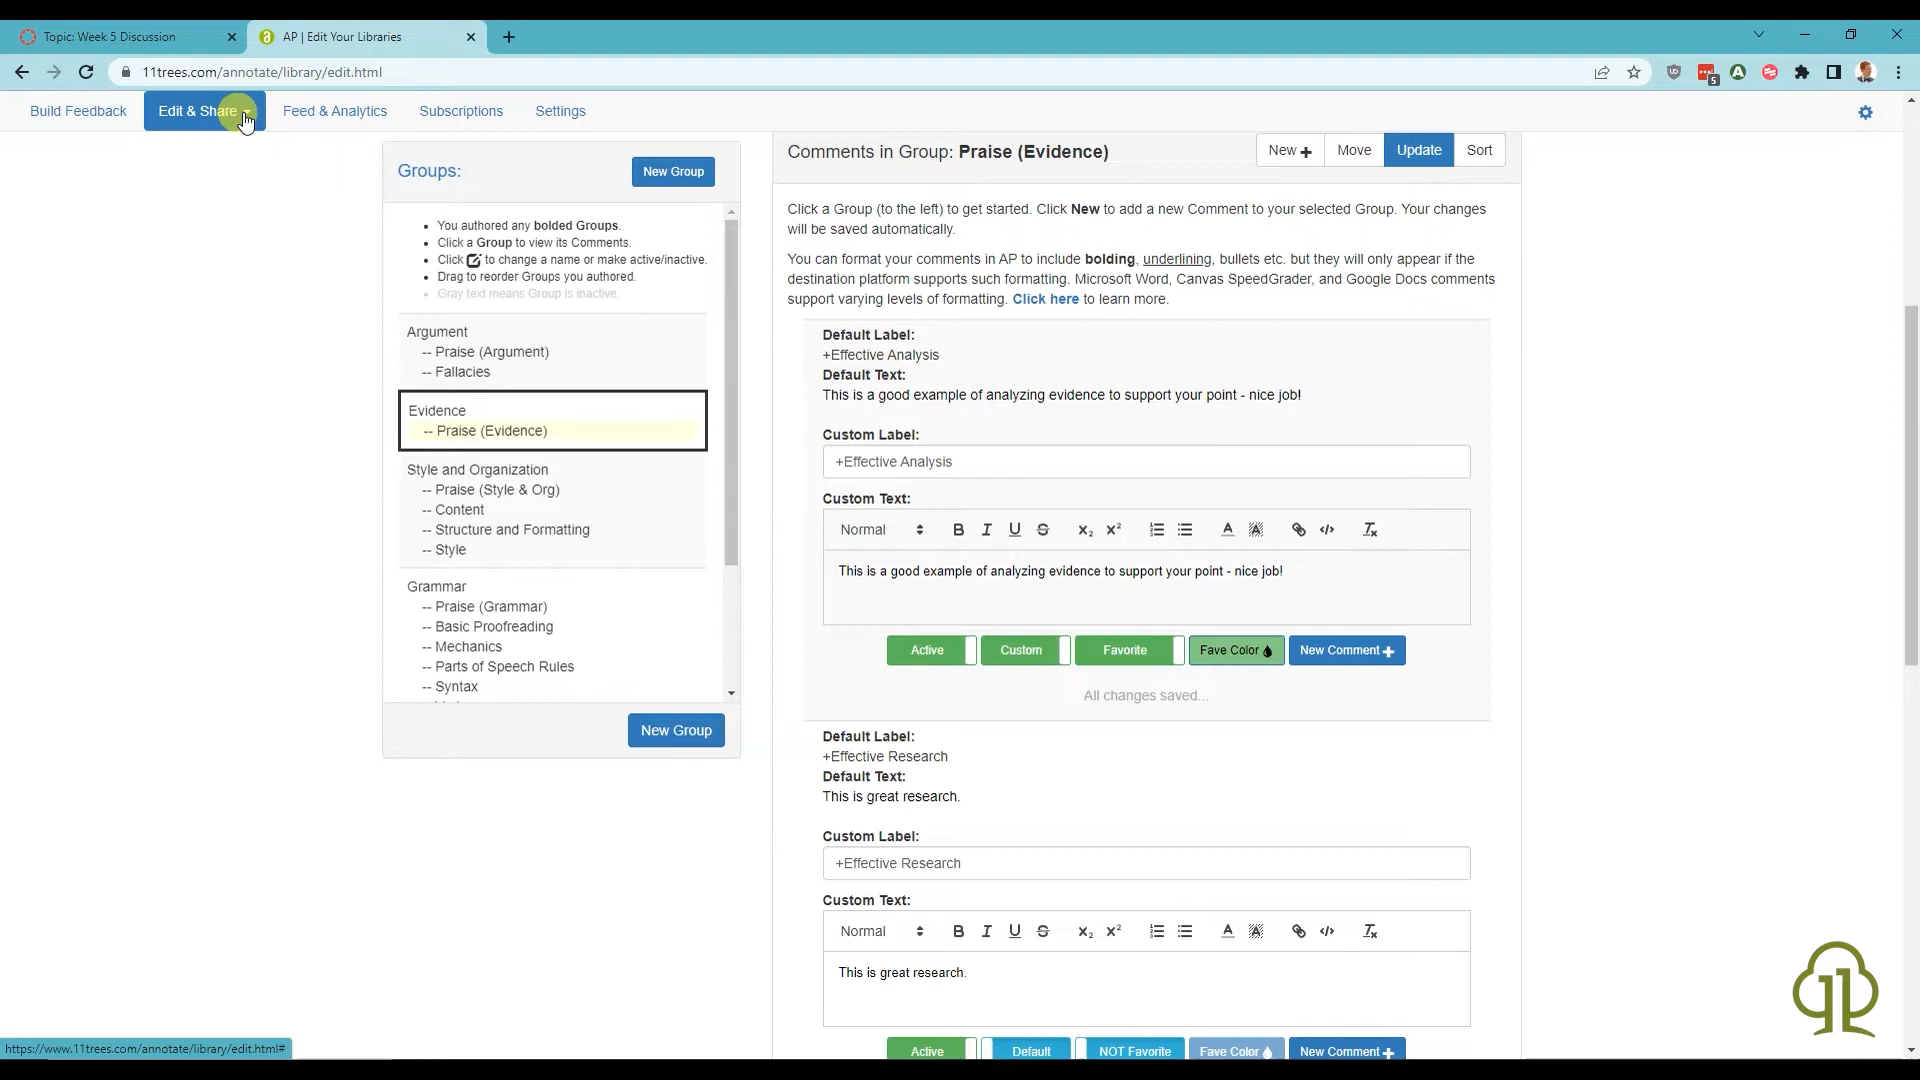 Topic: Week 5 Discussion
AP | Edit Your Libraries
11trees.com/annotate/library/edit.html
5
Build Feedback
Edit & Share
Feed & Analytics
Subscriptions
Settings
Groups:
New Group
You authored any bolded Groups.
Click a Group to view its Comments.
Click to change a name or make active/inactive.
Drag to reorder Groups you authored.
Gray text means Group is inactive.
Argument
-- Praise (Argument)
-- Fallacies
Evidence
-- Praise (Evidence)
Style and Organization
-- Praise (Style & Org)
-- Content
-- Structure and Formatting
-- Style
Grammar
-- Praise (Grammar)
-- Basic Proofreading
-- Mechanics
-- Parts of Speech Rules
-- Syntax
New Group
Comments in Group: Praise (Evidence)
New
Move
Update
Sort
Click a Group (to the left) to get started. Click New to add a new Comment to your selected Group. Your changes
will be saved automatically.
You can format your comments in AP to include bolding, underlining, bullets etc. but they will only appear if the
destination platform supports such formatting. Microsoft Word, Canvas SpeedGrader, and Google Docs comments
support varying levels of formatting. Click here to learn more.
Default Label:
+Effective Analysis
Default Text:
This is a good example of analyzing evidence to support your point - nice job!
Custom Label:
+Effective Analysis
Custom Text:
Normal
This is a good example of analyzing evidence to support your point - nice job!
Active
Custom
Favorite
Fave Color
New Comment
All changes saved...
Default Label:
+Effective Research
Default Text:
This is great research.
Custom Label:
+Effective Research
Custom Text:
Normal
This is great research.
Active
Default
NOT Favorite
Fave Color
New Comment
https://www.11trees.com/annotate/library/edit.html#